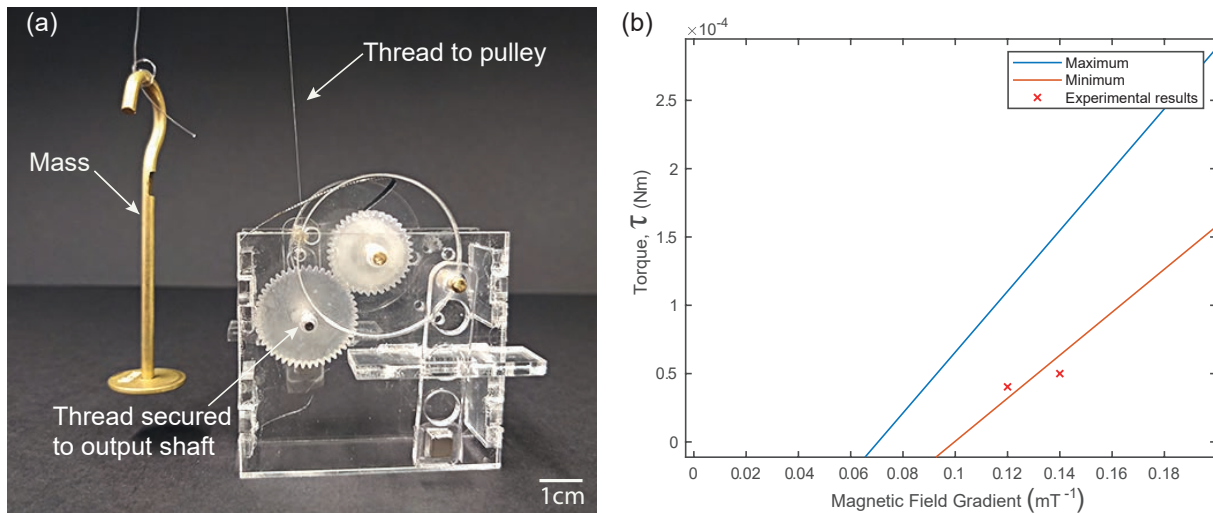 (a)
Thread to pulley
Mass
Thread secured
to output shaft
1cm
(b)
×10⁻⁴
Maximum
Minimum
Experimental results
2.5
2
1.5
1
0.5
0
Torque, τ (Nm)
0 0.02 0.04 0.06 0.08 0.1 0.12 0.14 0.16 0.18
Magnetic Field Gradient (mT⁻¹)